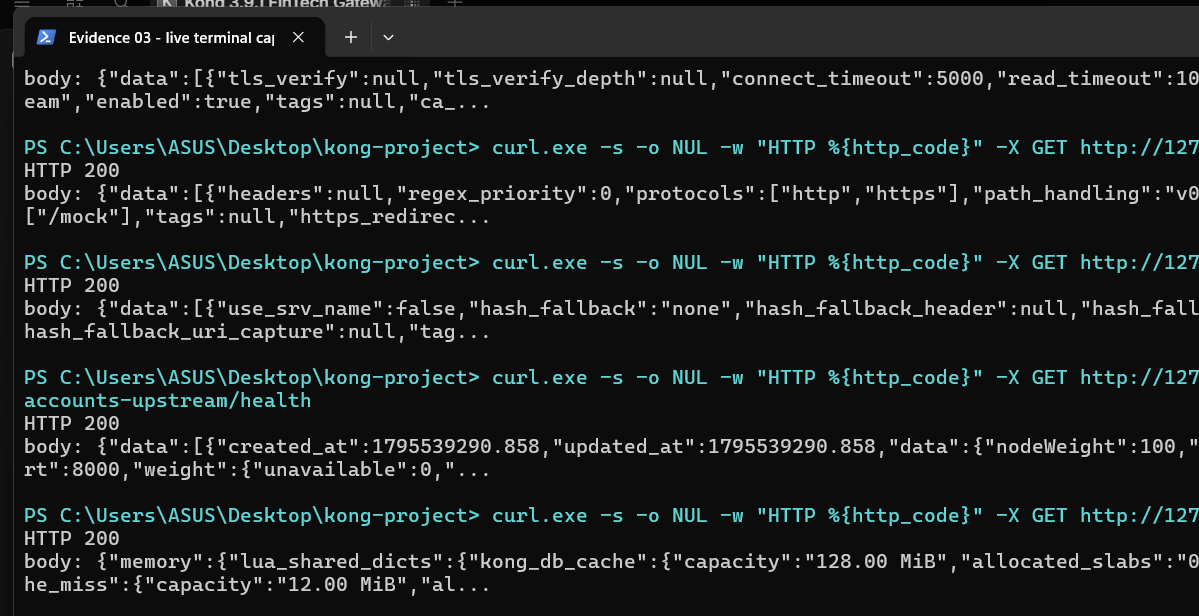 Kong 3.9.1 FinTech Gatewa
Evidence 03 - live terminal cap
body: {"data":[{"tls_verify":null,"tls_verify_depth":null,"connect_timeout":5000,"read_timeout":10
eam","enabled":true,"tags":null,"ca_...
PS C:\Users\ASUS\Desktop\kong-project> curl.exe -s -o NUL -w "HTTP %{http_code}" -X GET http://127
HTTP 200
body: {"data":[{"headers":null,"regex_priority":0,"protocols":["http","https"],"path_handling":"v0
["/mock"],"tags":null,"https_redirec...
PS C:\Users\ASUS\Desktop\kong-project> curl.exe -s -o NUL -w "HTTP %{http_code}" -X GET http://127
HTTP 200
body: {"data":[{"use_srv_name":false,"hash_fallback":"none","hash_fallback_header":null,"hash_fall
hash_fallback_uri_capture":null,"tag...
PS C:\Users\ASUS\Desktop\kong-project> curl.exe -s -o NUL -w "HTTP %{http_code}" -X GET http://127
accounts-upstream/health
HTTP 200
body: {"data":[{"created_at":1795539290.858,"updated_at":1795539290.858,"data":{"nodeWeight":100,"
rt":8000,"weight":{"unavailable":0,"...
PS C:\Users\ASUS\Desktop\kong-project> curl.exe -s -o NUL -w "HTTP %{http_code}" -X GET http://127
HTTP 200
body: {"memory":{"lua_shared_dicts":{"kong_db_cache":{"capacity":"128.00 MiB","allocated_slabs":"0
he_miss":{"capacity":"12.00 MiB","al...